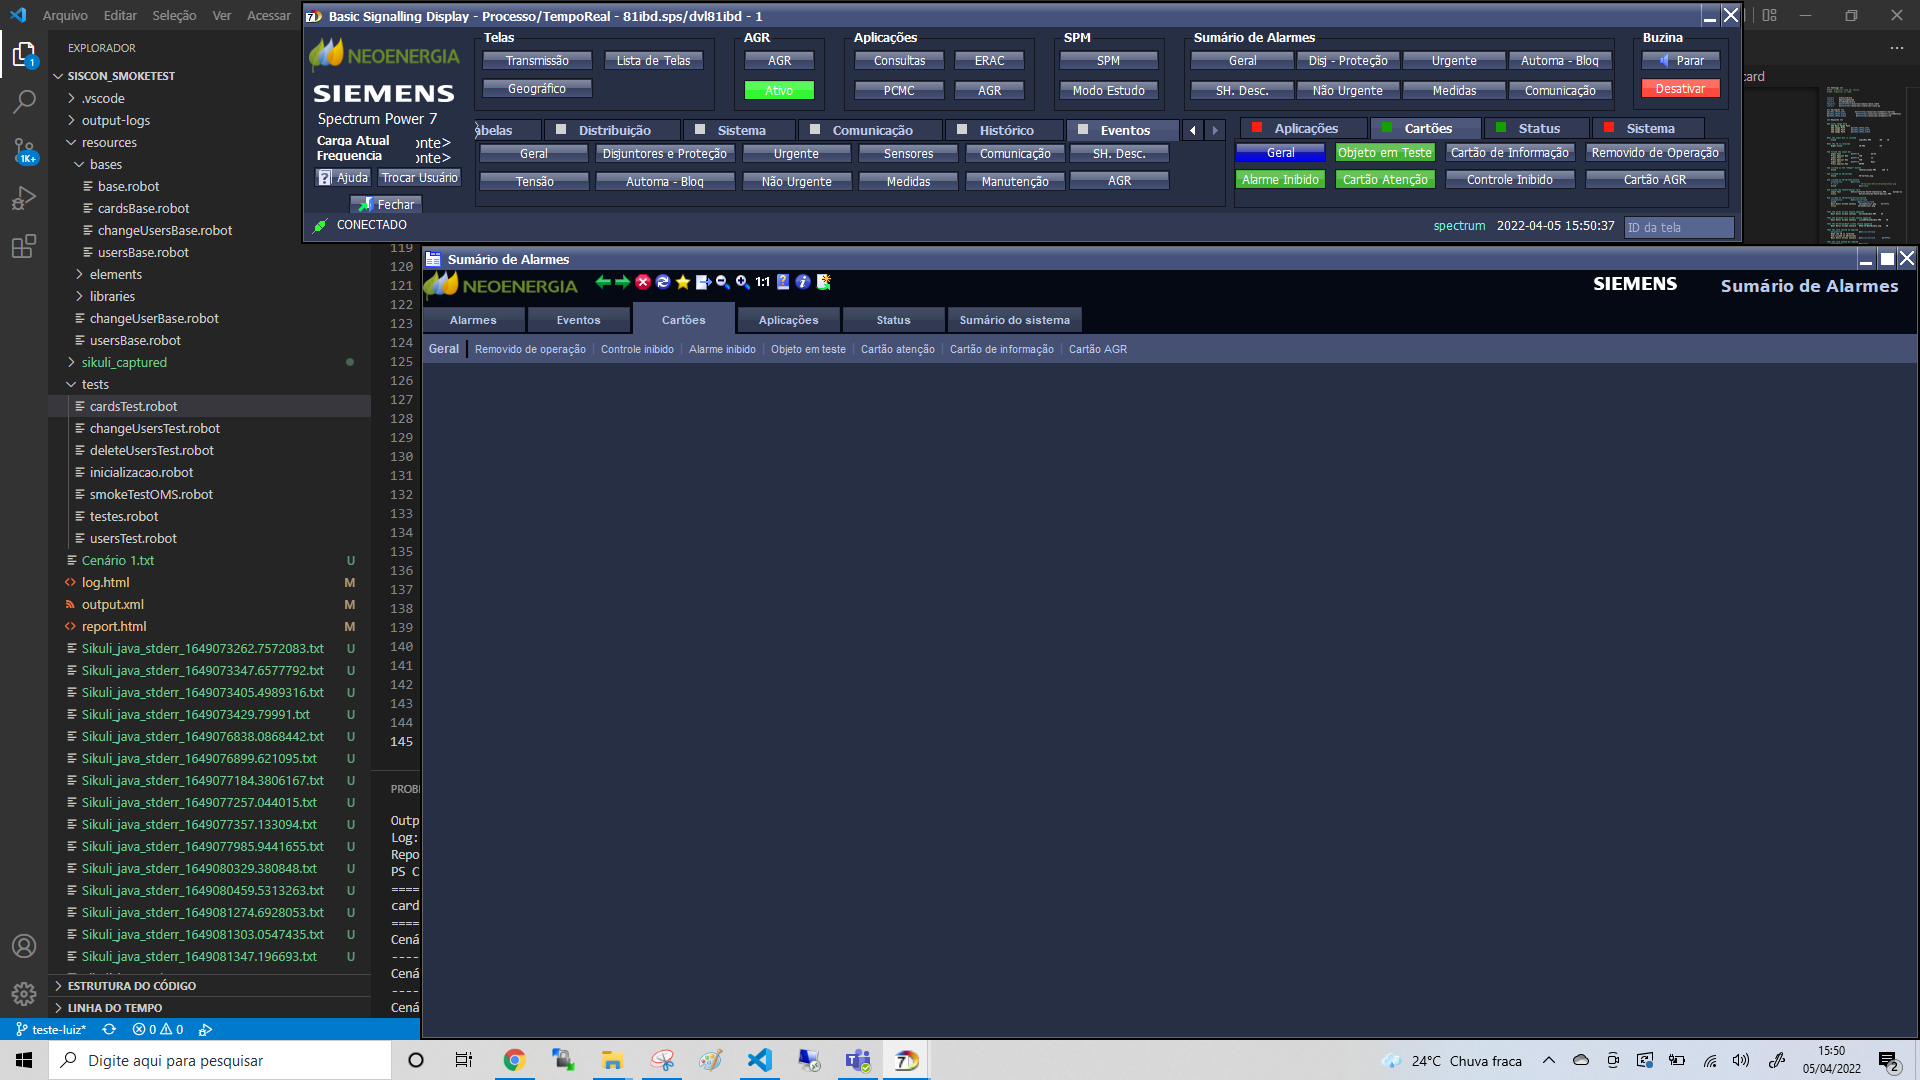 Arquivo Editar Seleção Ver Acessar
Basic Signalling Display - Processo/TempoReal - 81ibd.sps/dvl81ibd - 1
NEOENERGIA
SIEMENS
Spectrum Power 7
Carga Atual onte>
Frequencia onte>
Ajuda Trocar Usuário
Fechar
CONECTADO
Telas
Transmissão Lista de Telas
Geográfico
AGR
AGR
Ativo
Aplicações
Consultas ERAC
PCMC AGR
SPM
SPM
Modo Estudo
Sumário de Alarmes
Geral Disj - Proteção Urgente Automa - Bloq
SH. Desc. Não Urgente Medidas Comunicação
Buzina
Parar
Desativar
abelas Distribuição Sistema Comunicação Histórico Eventos
Geral Disjuntores e Proteção Urgente Sensores Comunicação SH. Desc.
Tensão Automa - Bloq Não Urgente Medidas Manutenção AGR
Aplicações Cartões Status Sistema
Geral Objeto em Teste Cartão de Informação Removido de Operação
Alarme Inibido Cartão Atenção Controle Inibido Cartão AGR
spectrum 2022-04-05 15:50:37 ID da tela
card
EXPLORADOR
SISCON_SMOKETEST
.vscode
output-logs
resources
bases
base.robot
cardsBase.robot
changeUsersBase.robot
usersBase.robot
elements
libraries
changeUserBase.robot
usersBase.robot
sikuli_captured
tests
cardsTest.robot
changeUsersTest.robot
deleteUsersTest.robot
inicializacao.robot
smokeTestOMS.robot
testes.robot
usersTest.robot
Cenário 1.txt U
log.html M
output.xml M
report.html M
Sikuli_java_stderr_1649073262.7572083.txt U
Sikuli_java_stderr_1649073347.6577792.txt U
Sikuli_java_stderr_1649073405.4989316.txt U
Sikuli_java_stderr_1649073429.79991.txt U
Sikuli_java_stderr_1649076838.0868442.txt U
Sikuli_java_stderr_1649076899.621095.txt U
Sikuli_java_stderr_1649077184.3806167.txt U
Sikuli_java_stderr_1649077257.044015.txt U
Sikuli_java_stderr_1649077357.133094.txt U
Sikuli_java_stderr_1649077985.9441655.txt U
Sikuli_java_stderr_1649080329.380848.txt U
Sikuli_java_stderr_1649080459.5313263.txt U
Sikuli_java_stderr_1649081274.6928053.txt U
Sikuli_java_stderr_1649081303.0547435.txt U
Sikuli_java_stderr_1649081347.196693.txt U
ESTRUTURA DO CÓDIGO
LINHA DO TEMPO
1
1K+
119
120
121
122
123
124
125
126
127
128
129
130
131
132
133
134
135
136
137
138
139
140
141
142
143
144
145
PROB
Outp
Log:
Repo
PS C
====
card
====
Cená
----
Cená
----
Cená
Sumário de Alarmes
NEOENERGIA 1:1 SIEMENS Sumário de Alarmes
Alarmes Eventos Cartões Aplicações Status Sumário do sistema
Geral Removido de operação Controle inibido Alarme inibido Objeto em teste Cartão atenção Cartão de informação Cartão AGR
teste-luiz* 0 0
Digite aqui para pesquisar
24°C Chuva fraca
15:50
05/04/2022
2